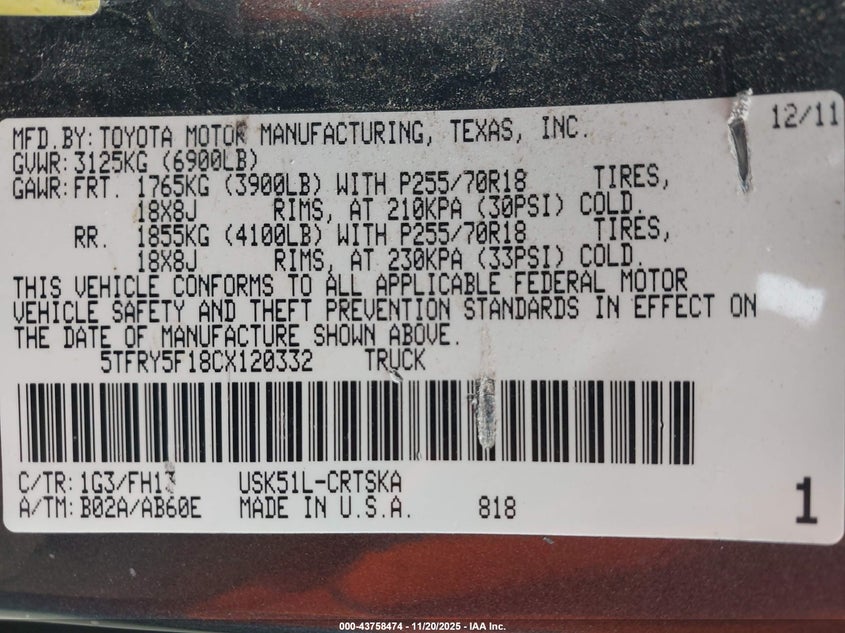 12/11
MFD.BY: TOYOTA MOTOR MANUFACTURING, TEXAS, INC.
GVWR: 3125KG (6900LB)
GAWR: FRT. 1765KG (3900LB) WITH P255/70R18 TIRES,
18X8J RIMS, AT 210KPA (30PSI) COLD.
RR. 1855KG (4100LB) WITH P255/70R18 TIRES,
18X8J RIMS, AT 230KPA (33PSI) COLD.
THIS VEHICLE CONFORMS TO ALL APPLICABLE FEDERAL MOTOR
VEHICLE SAFETY AND THEFT PREVENTION STANDARDS IN EFFECT ON
THE DATE OF MANUFACTURE SHOWN ABOVE.
5TFRY5F18CX120332 TRUCK
C/TR: 1G3/FH13 USK51L-CRTSKA
A/TM: B02A/AB60E MADE IN U.S.A. 818 1
000-43758474 - 11/20/2025 - IAA Inc.